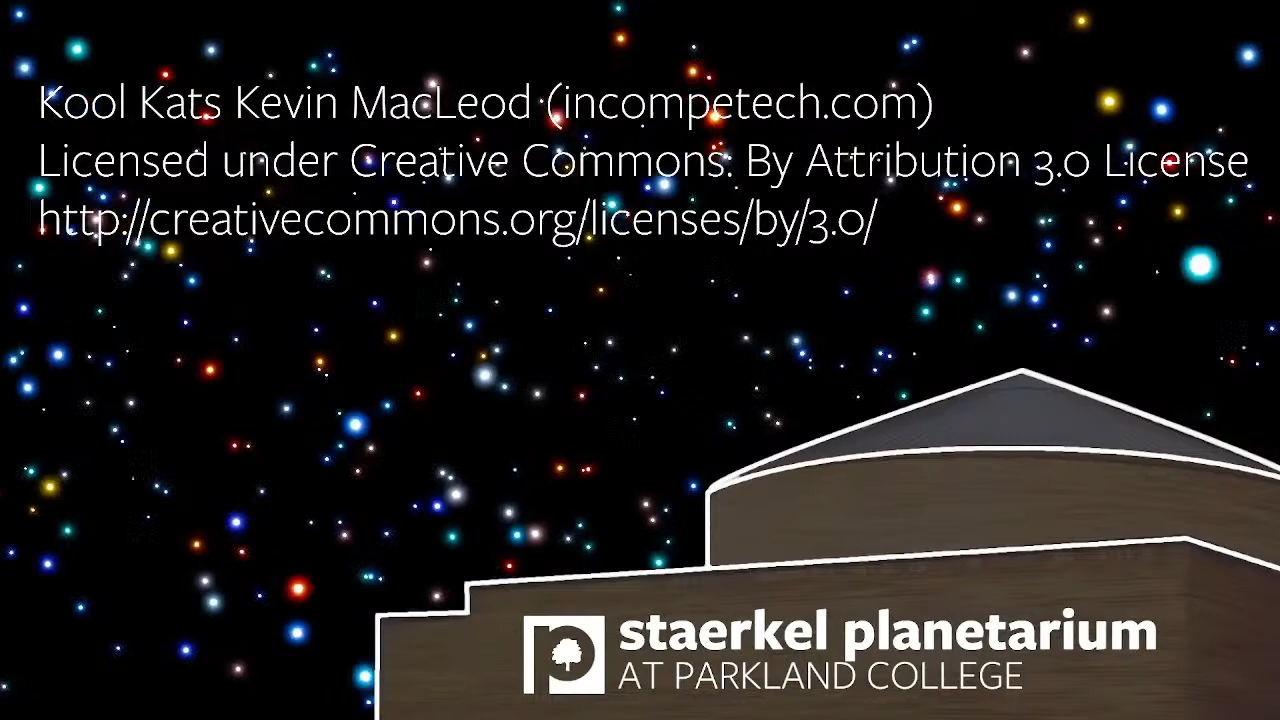 Kool Kats Kevin MacLeod (incompetech.com)
Licensed under Creative Commons: By Attribution 3.0 License
http://creativecommons.org/licenses/by/3.0/
staerkel planetarium
AT PARKLAND COLLEGE